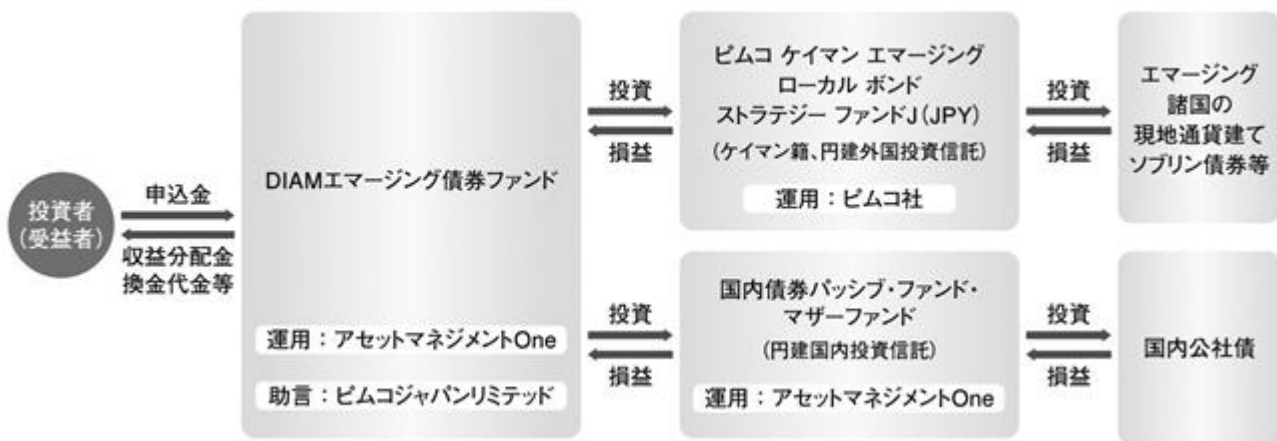 投資者
(受益者)
申込金
収益分配金
換金代金等
DIAMエマージング債券ファンド
運用：アセットマネジメントOne
助言：ピムコジャパンリミテッド
投資
損益
ピムコ ケイマン エマージング
ローカル ボンド
ストラテジー ファンドJ(JPY)
(ケイマン籍、円建外国投資信託)
運用：ピムコ社
投資
損益
エマージング
諸国の
現地通貨建て
ソブリン債券等
投資
損益
国内債券パッシブ・ファンド・
マザーファンド
(円建国内投資信託)
運用：アセットマネジメントOne
投資
損益
国内公社債